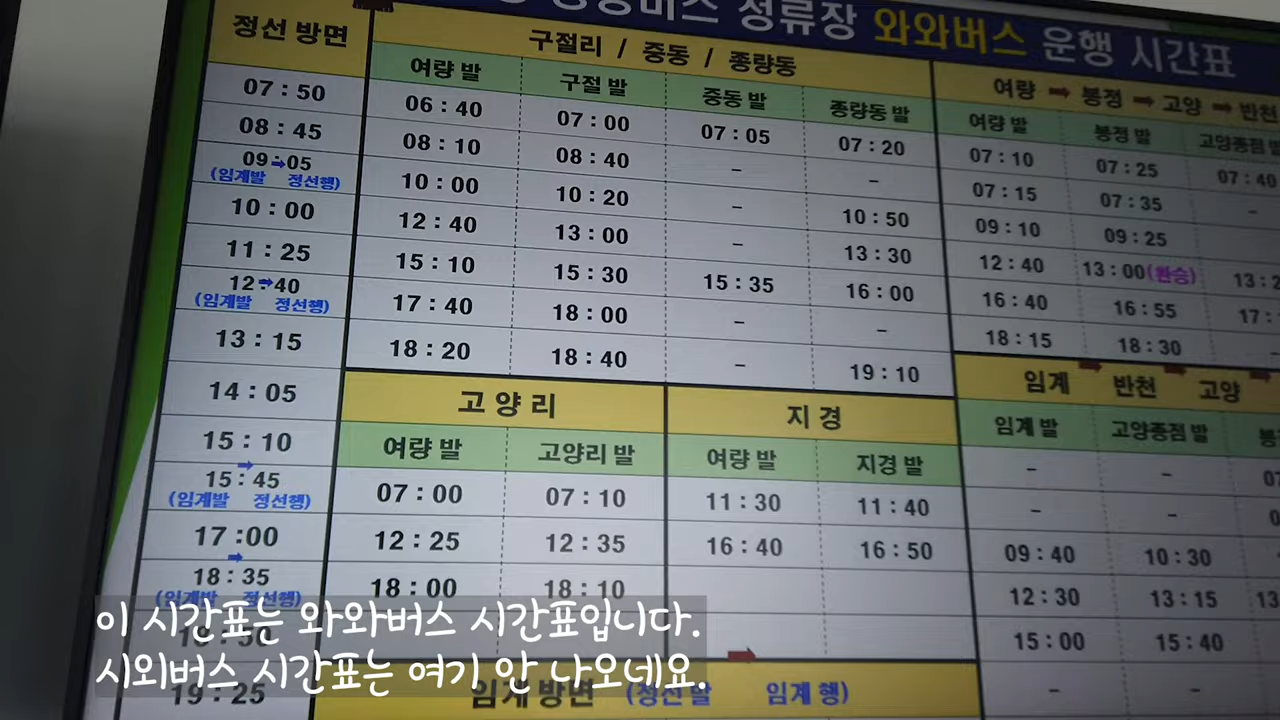 정류장 와와버스 운행 시간표
정선 방면
07:50
08:45
09➡05
(임계발 정선행)
10:00
11:25
12➡40
(임계발 정선행)
13:15
14:05
15:10
15:45
(임계발 정선행)
17:00
18:35
(임계발 정선행)
19:25
구절리 / 중동 / 종량동
여량 발 구절 발 중동 발 종량동 발
06:40 07:00 07:05 07:20
08:10 08:40 - -
10:00 10:20 - 10:50
12:40 13:00 - 13:30
15:10 15:30 15:35 16:00
17:40 18:00 - -
18:20 18:40 - 19:10
여량 ➡ 봉정 ➡ 고양 ➡ 반천
여량 발 봉정 발 고양종점 발
07:10 07:25 07:40
07:15 07:35 -
09:10 09:25
12:40 13:00(환승)
16:40 16:55
18:15 18:30
고양리
여량 발 고양리 발
07:00 07:10
12:25 12:35
18:00 18:10
지경
여량 발 지경 발
11:30 11:40
16:40 16:50
임계 ➡ 반천 ➡ 고양 ➡
임계 발 고양종점 발
- -
- -
09:40 10:30
12:30 13:15
15:00 15:40
- -
임계 방면 (정선 발 ➡ 임계 행)
이 시간표는 와와버스 시간표입니다.
시외버스 시간표는 여기 안 나오네요.